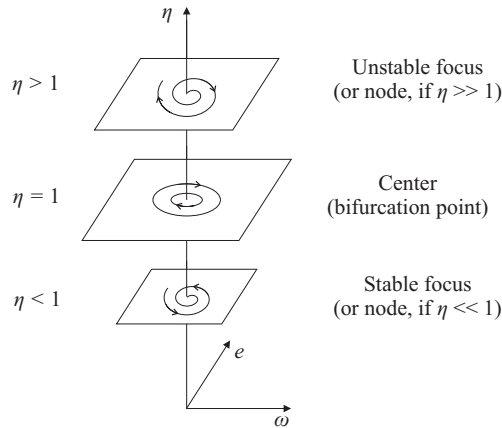 η
η > 1
Unstable focus
(or node, if η >> 1)
η = 1
Center
(bifurcation point)
η < 1
Stable focus
(or node, if η << 1)
e
ω